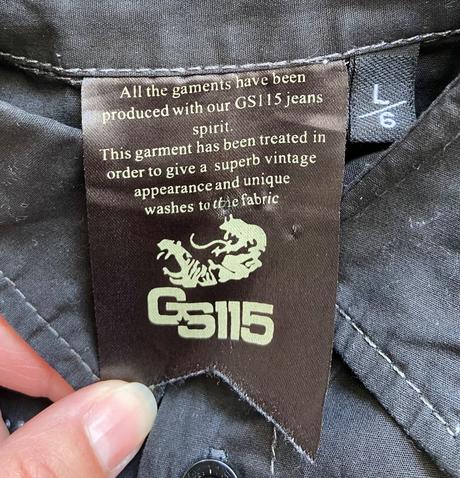 All the gaments have been
produced with our GS115 jeans
spirit.
This garment has been treated in
order to give a superb vintage
appearance and unique
washes to the fabric
GS115
L/6